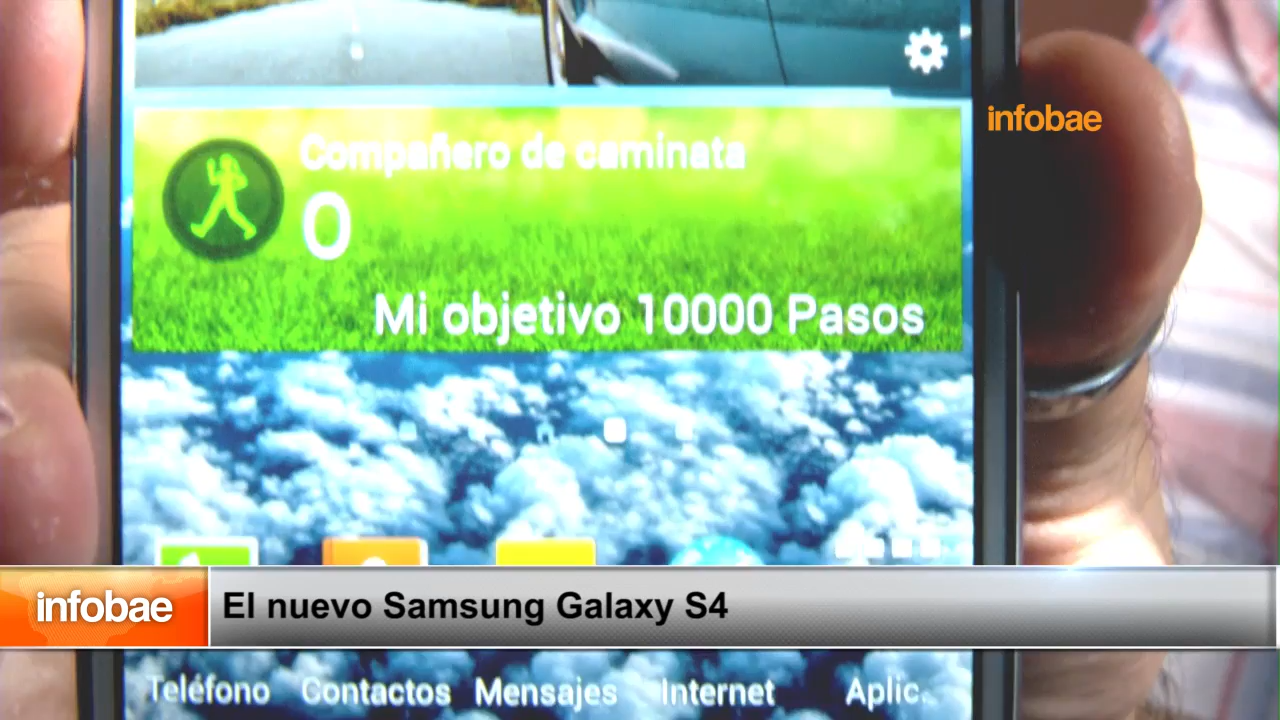 infobae
Compañero de caminata
0
Mi objetivo 10000 Pasos
infobae
El nuevo Samsung Galaxy S4
Teléfono Contactos Mensajes Internet Aplic.